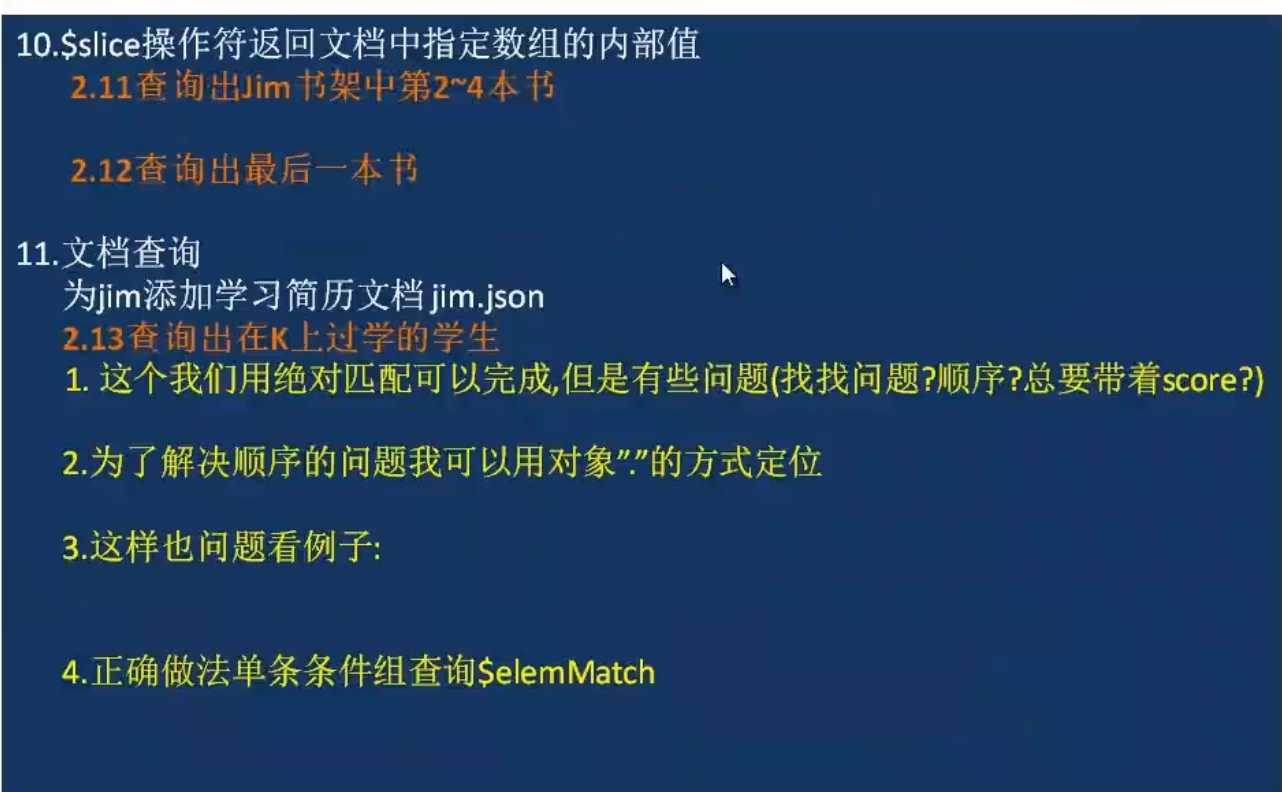 10.$slice操作符返回文档中指定数组的内部值
2.11查询出Jim书架中第2~4本书
2.12查询出最后一本书
11.文档查询
为jim添加学习简历文档 jim.json
2.13查询出在K上过学的学生
1. 这个我们用绝对匹配可以完成,但是有些问题(找找问题?顺序?总要带着score?)
2.为了解决顺序的问题我可以用对象”.”的方式定位
3.这样也问题看例子:
4.正确做法单条条件组查询$elemMatch